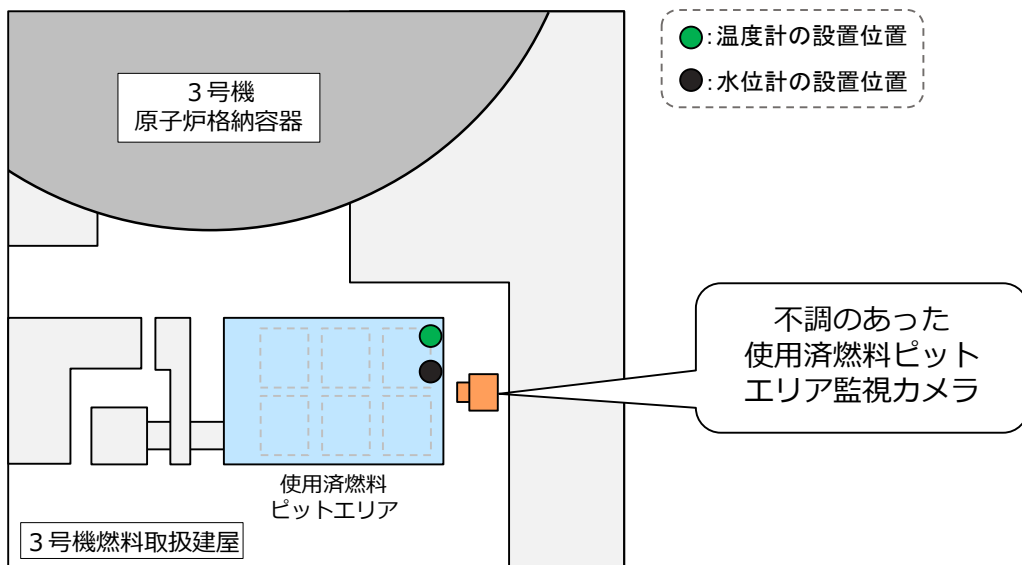 3号機
原子炉格納容器
:温度計の設置位置
:水位計の設置位置
不調のあった
使用済燃料ピット
エリア監視カメラ
使用済燃料
ピットエリア
3号機燃料取扱建屋